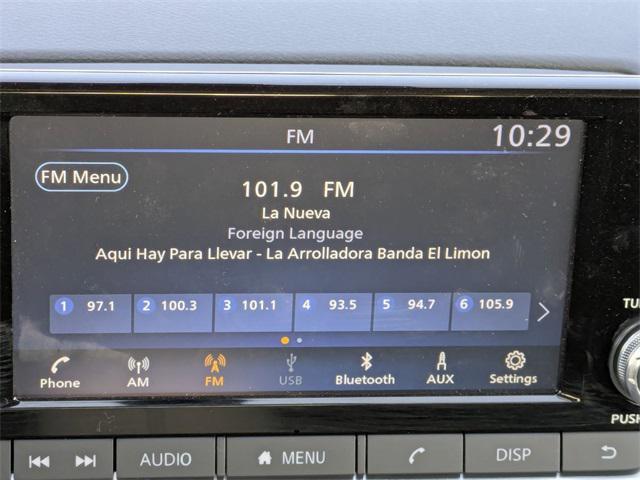 FM
10:29
FM Menu
101.9 FM
La Nueva
Foreign Language
Aqui Hay Para Llevar - La Arrolladora Banda El Limon
1 97.1 2 100.3 3 101.1 4 93.5 5 94.7 6 105.9
Phone AM FM USB Bluetooth AUX Settings
TU
PUSH
AUDIO MENU DISP